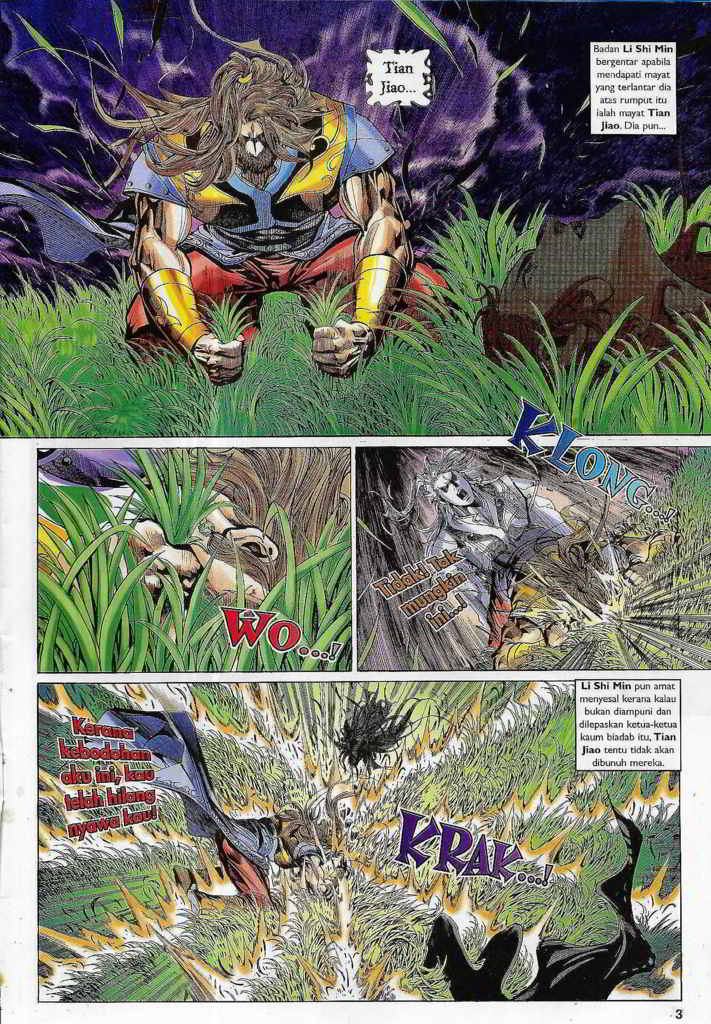 Tian
Jiao...
Badan Li Shi Min
bergentar apabila
mendapati mayat
yang terlantar dia
atas rumput itu
ialah mayat Tian
Jiao. Dia pun...
WO...!
KLONG...!
Tidak! Tak
mungkin
ini...!
Li Shi Min pun amat
menyesal kerana kalau
bukan diampuni dan
dilepaskan ketua-ketua
kaum biadab itu, Tian
Jiao tentu tidak akan
dibunuh mereka.
Kerana
kebodohan
aku ini, kau
telah hilang
nyawa kau!
KRAK...!
3